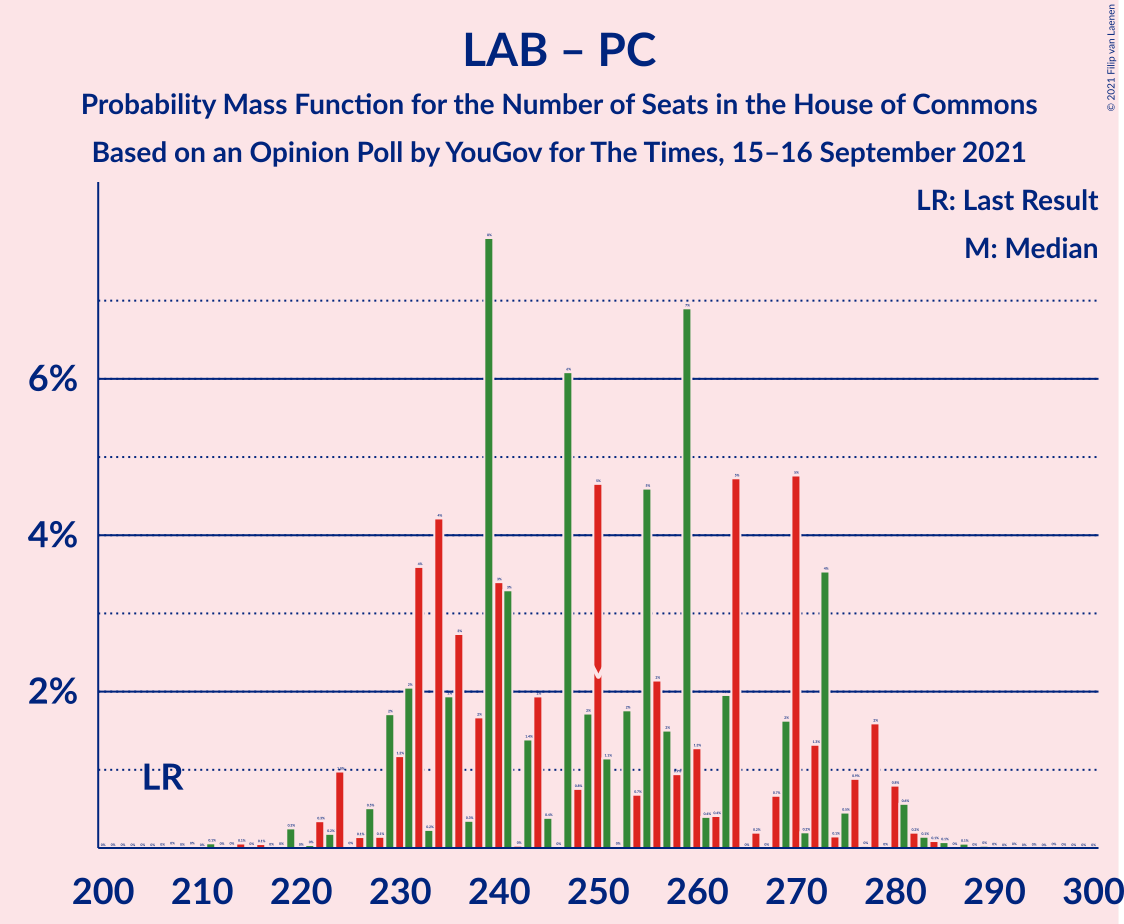 LAB – PC
Probability Mass Function for the Number of Seats in the House of Commons
Based on an Opinion Poll by YouGov for The Times, 15–16 September 2021
© 2021 Filip van Laenen
LR: Last Result
M: Median
6%
4%
2%
LR
200 210 220 230 240 250 260 270 280 290 300